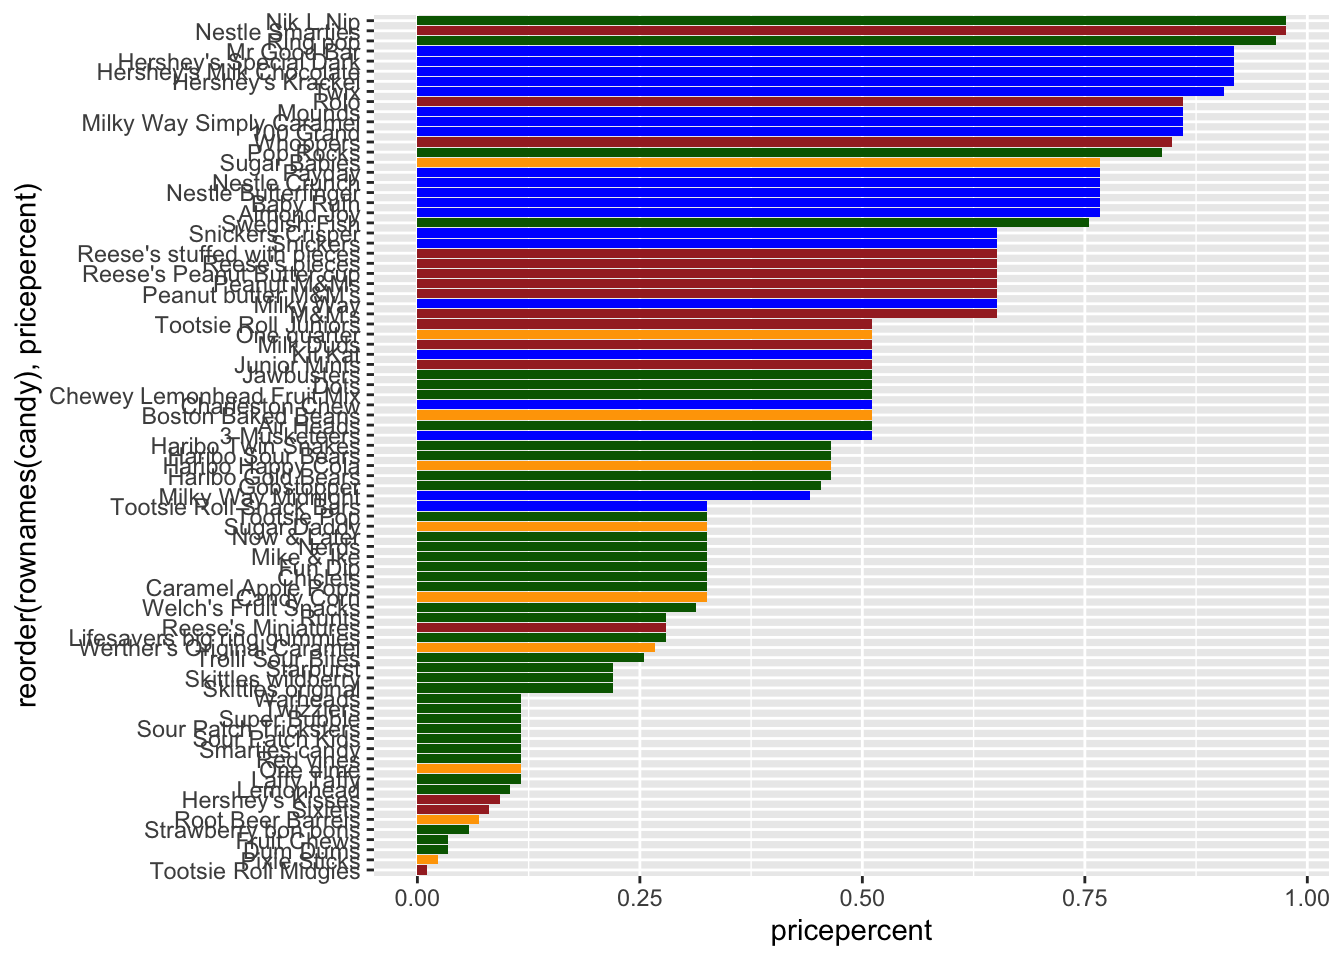 Nik L Nip
Nestle Smarties
Ring pop
Mr Good Bar
Hershey's Special Dark
Hershey's Milk Chocolate
Hershey's Krackel
Twix
Rolo
Mounds
Milky Way Simply Caramel
100 Grand
Whoppers
Pop Rocks
Sugar Babies
Payday
Nestle Crunch
Nestle Butterfinger
Baby Ruth
Almond Joy
Swedish Fish
Snickers Crisper
Snickers
Reese's stuffed with pieces
Reese's pieces
Reese's Peanut Butter cup
Peanut M&Ms
Peanut butter M&M's
Milky Way
M&M's
Tootsie Roll Juniors
One quarter
Milk Duds
Kit Kat
Junior Mints
Jawbusters
Dots
Chewey Lemonhead Fruit Mix
Charleston Chew
Boston Baked Beans
Air Heads
3 Musketeers
Haribo Twin Snakes
Haribo Sour Bears
Haribo Happy Cola
Haribo Gold Bears
Gobstopper
Milky Way Midnight
Tootsie Roll Snack Bars
Tootsie Pop
Sugar Daddy
Now & Later
Nerds
Mike & Ike
Fun Dip
Chiclets
Caramel Apple Pops
Candy Corn
Welch's Fruit Snacks
Runts
Reese's Miniatures
Lifesavers big ring gummies
Werther's Original Caramel
Trolli Sour Bites
Starburst
Skittles wildberry
Skittles original
Warheads
Twizzlers
Super Bubble
Sour Patch Tricksters
Sour Patch Kids
Smarties candy
Red vines
One dime
Laffy Taffy
Lemonhead
Hershey's Kisses
Sixlets
Root Beer Barrels
Strawberry bon bons
Fruit Chews
Dum Dums
Pixie Sticks
Tootsie Roll Midgies
reorder(rownames(candy), pricepercent)
0.00 0.25 0.50 0.75 1.00
pricepercent